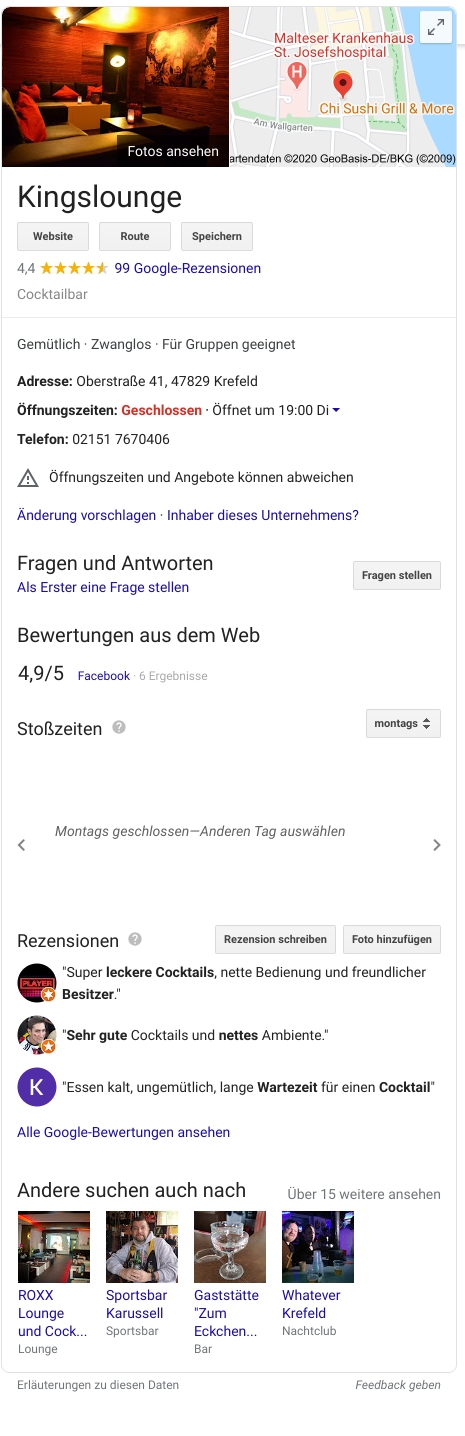 Malteser Krankenhaus
St. Josefshospital
H
Chi Sushi Grill & More
Am Wallgarten
Fotos ansehen
artendaten ©2020 GeoBasis-DE/BKG (©2009)
Kingslounge
Website Route Speichern
4,4 99 Google-Rezensionen
Cocktailbar
Gemütlich · Zwanglos · Für Gruppen geeignet
Adresse: Oberstraße 41, 47829 Krefeld
Öffnungszeiten: Geschlossen · Öffnet um 19:00 Di
Telefon: 02151 7670406
Öffnungszeiten und Angebote können abweichen
Änderung vorschlagen · Inhaber dieses Unternehmens?
Fragen und Antworten
Fragen stellen
Als Erster eine Frage stellen
Bewertungen aus dem Web
4,9/5 Facebook · 6 Ergebnisse
Stoßzeiten ? montags
Montags geschlossen—Anderen Tag auswählen
Rezensionen ? Rezension schreiben Foto hinzufügen
PLAYER
"Super leckere Cocktails, nette Bedienung und freundlicher
Besitzer."
"Sehr gute Cocktails und nettes Ambiente."
K "Essen kalt, ungemütlich, lange Wartezeit für einen Cocktail"
Alle Google-Bewertungen ansehen
Andere suchen auch nach Über 15 weitere ansehen
ROXX
Lounge
und Cock...
Lounge
Sportsbar
Karussell
Sportsbar
Gaststätte
"Zum
Eckchen...
Bar
Whatever
Krefeld
Nachtclub
Erläuterungen zu diesen Daten Feedback geben